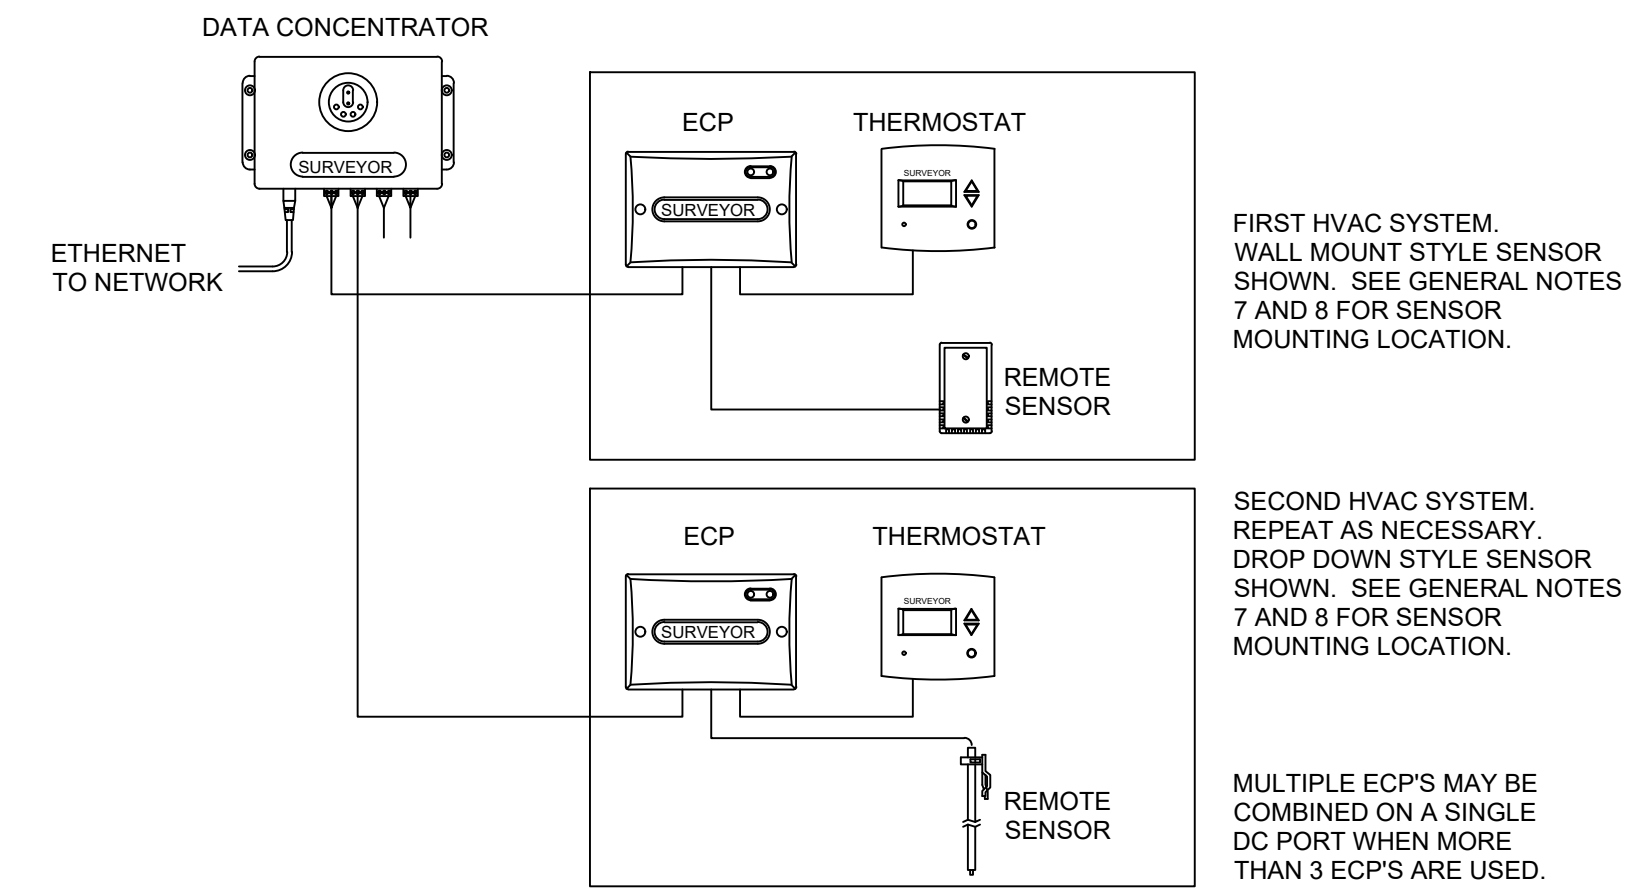 DATA CONCENTRATOR
SURVEYOR
ETHERNET
TO NETWORK
ECP
THERMOSTAT
SURVEYOR
SURVEYOR
REMOTE
SENSOR
FIRST HVAC SYSTEM.
WALL MOUNT STYLE SENSOR
SHOWN.  SEE GENERAL NOTES
7 AND 8 FOR SENSOR
MOUNTING LOCATION.
ECP
THERMOSTAT
SURVEYOR
SURVEYOR
REMOTE
SENSOR
SECOND HVAC SYSTEM.
REPEAT AS NECESSARY.
DROP DOWN STYLE SENSOR
SHOWN.  SEE GENERAL NOTES
7 AND 8 FOR SENSOR
MOUNTING LOCATION.
MULTIPLE ECP'S MAY BE
COMBINED ON A SINGLE
DC PORT WHEN MORE
THAN 3 ECP'S ARE USED.